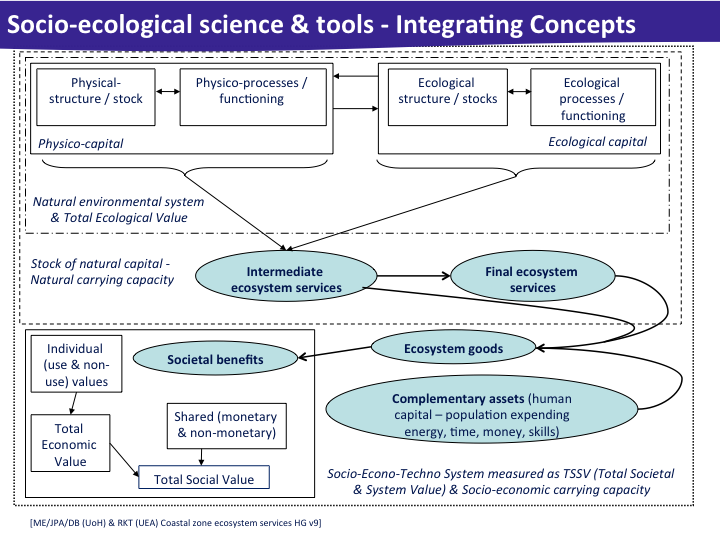 Socio-ecological science & tools - Integrating Concepts
Physical-
structure / stock
Physico-processes /
functioning
Ecological
structure / stocks
Ecological
processes /
functioning
Physico-capital
Ecological capital
Natural environmental system
& Total Ecological Value
Stock of natural capital -
Natural carrying capacity
Intermediate
ecosystem services
Final ecosystem
services
Individual
(use & non-
use) values
Societal benefits
Ecosystem goods
Complementary assets (human
capital – population expending
energy, time, money, skills)
Shared (monetary
& non-monetary)
Total
Economic
Value
Total Social Value
Socio-Econo-Techno System measured as TSSV (Total Societal
& System Value) & Socio-economic carrying capacity
[ME/JPA/DB (UoH) & RKT (UEA) Coastal zone ecosystem services HG v9]